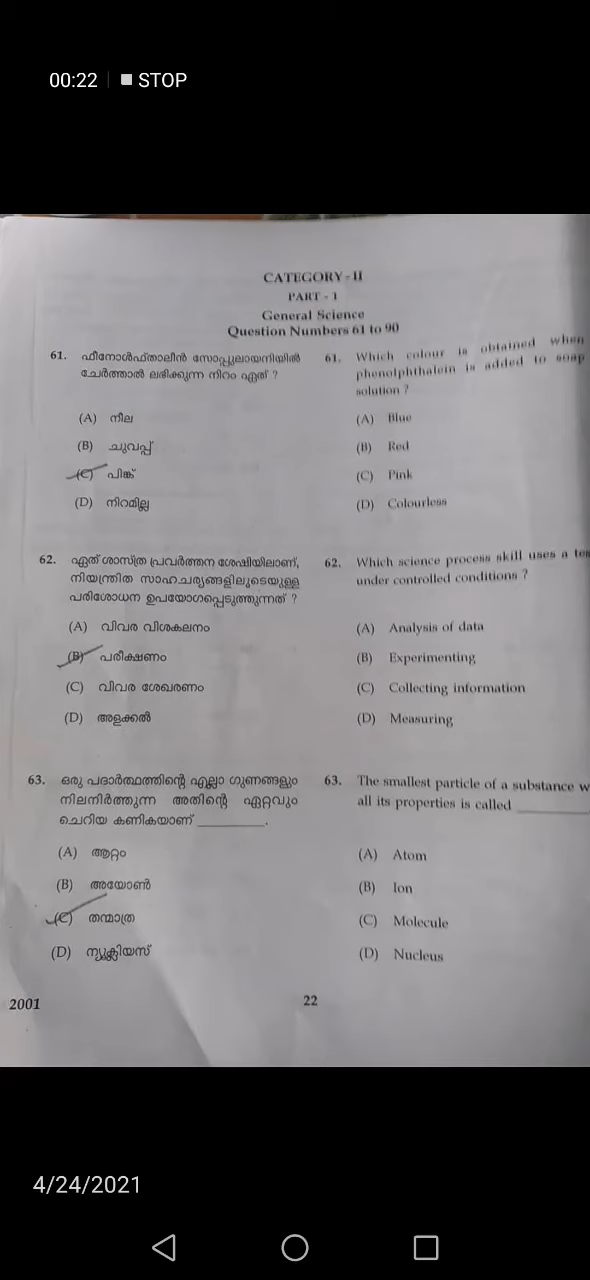 00:22 STOP
CATEGORY - II
PART - 1
General Science
Question Numbers 61 to 90
61. ഫീനോൾഫ്താലീൻ സോപ്പുലായനിയിൽ
ചേർത്താൽ ലഭിക്കുന്ന നിറം ഏത് ?
(A) നീല
(B) ചുവപ്പ്
(C) പിങ്ക്
(D) നിറമില്ല
61. Which colour is obtained when
phenolphthalein is added to soap
solution ?
(A) Blue
(B) Red
(C) Pink
(D) Colourless
62. ഏത് ശാസ്ത്ര പ്രവർത്തന ശേഷിയിലാണ്,
നിയന്ത്രിത സാഹചര്യങ്ങളിലൂടെയുള്ള
പരിശോധന ഉപയോഗപ്പെടുത്തുന്നത് ?
(A) വിവര വിശകലനം
(B) പരീക്ഷണം
(C) വിവര ശേഖരണം
(D) അളക്കൽ
62. Which science process skill uses a
under controlled conditions ?
(A) Analysis of data
(B) Experimenting
(C) Collecting information
(D) Measuring
63. ഒരു പദാർത്ഥത്തിന്റെ എല്ലാ ഗുണങ്ങളും
നിലനിർത്തുന്ന അതിന്റെ ഏറ്റവും
ചെറിയ കണികയാണ് ________.
(A) ആറ്റം
(B) അയോൺ
(C) തന്മാത്ര
(D) ന്യൂക്ലിയസ്
63. The smallest particle of a substance
all its properties is called ________
(A) Atom
(B) Ion
(C) Molecule
(D) Nucleus
2001
22
4/24/2021